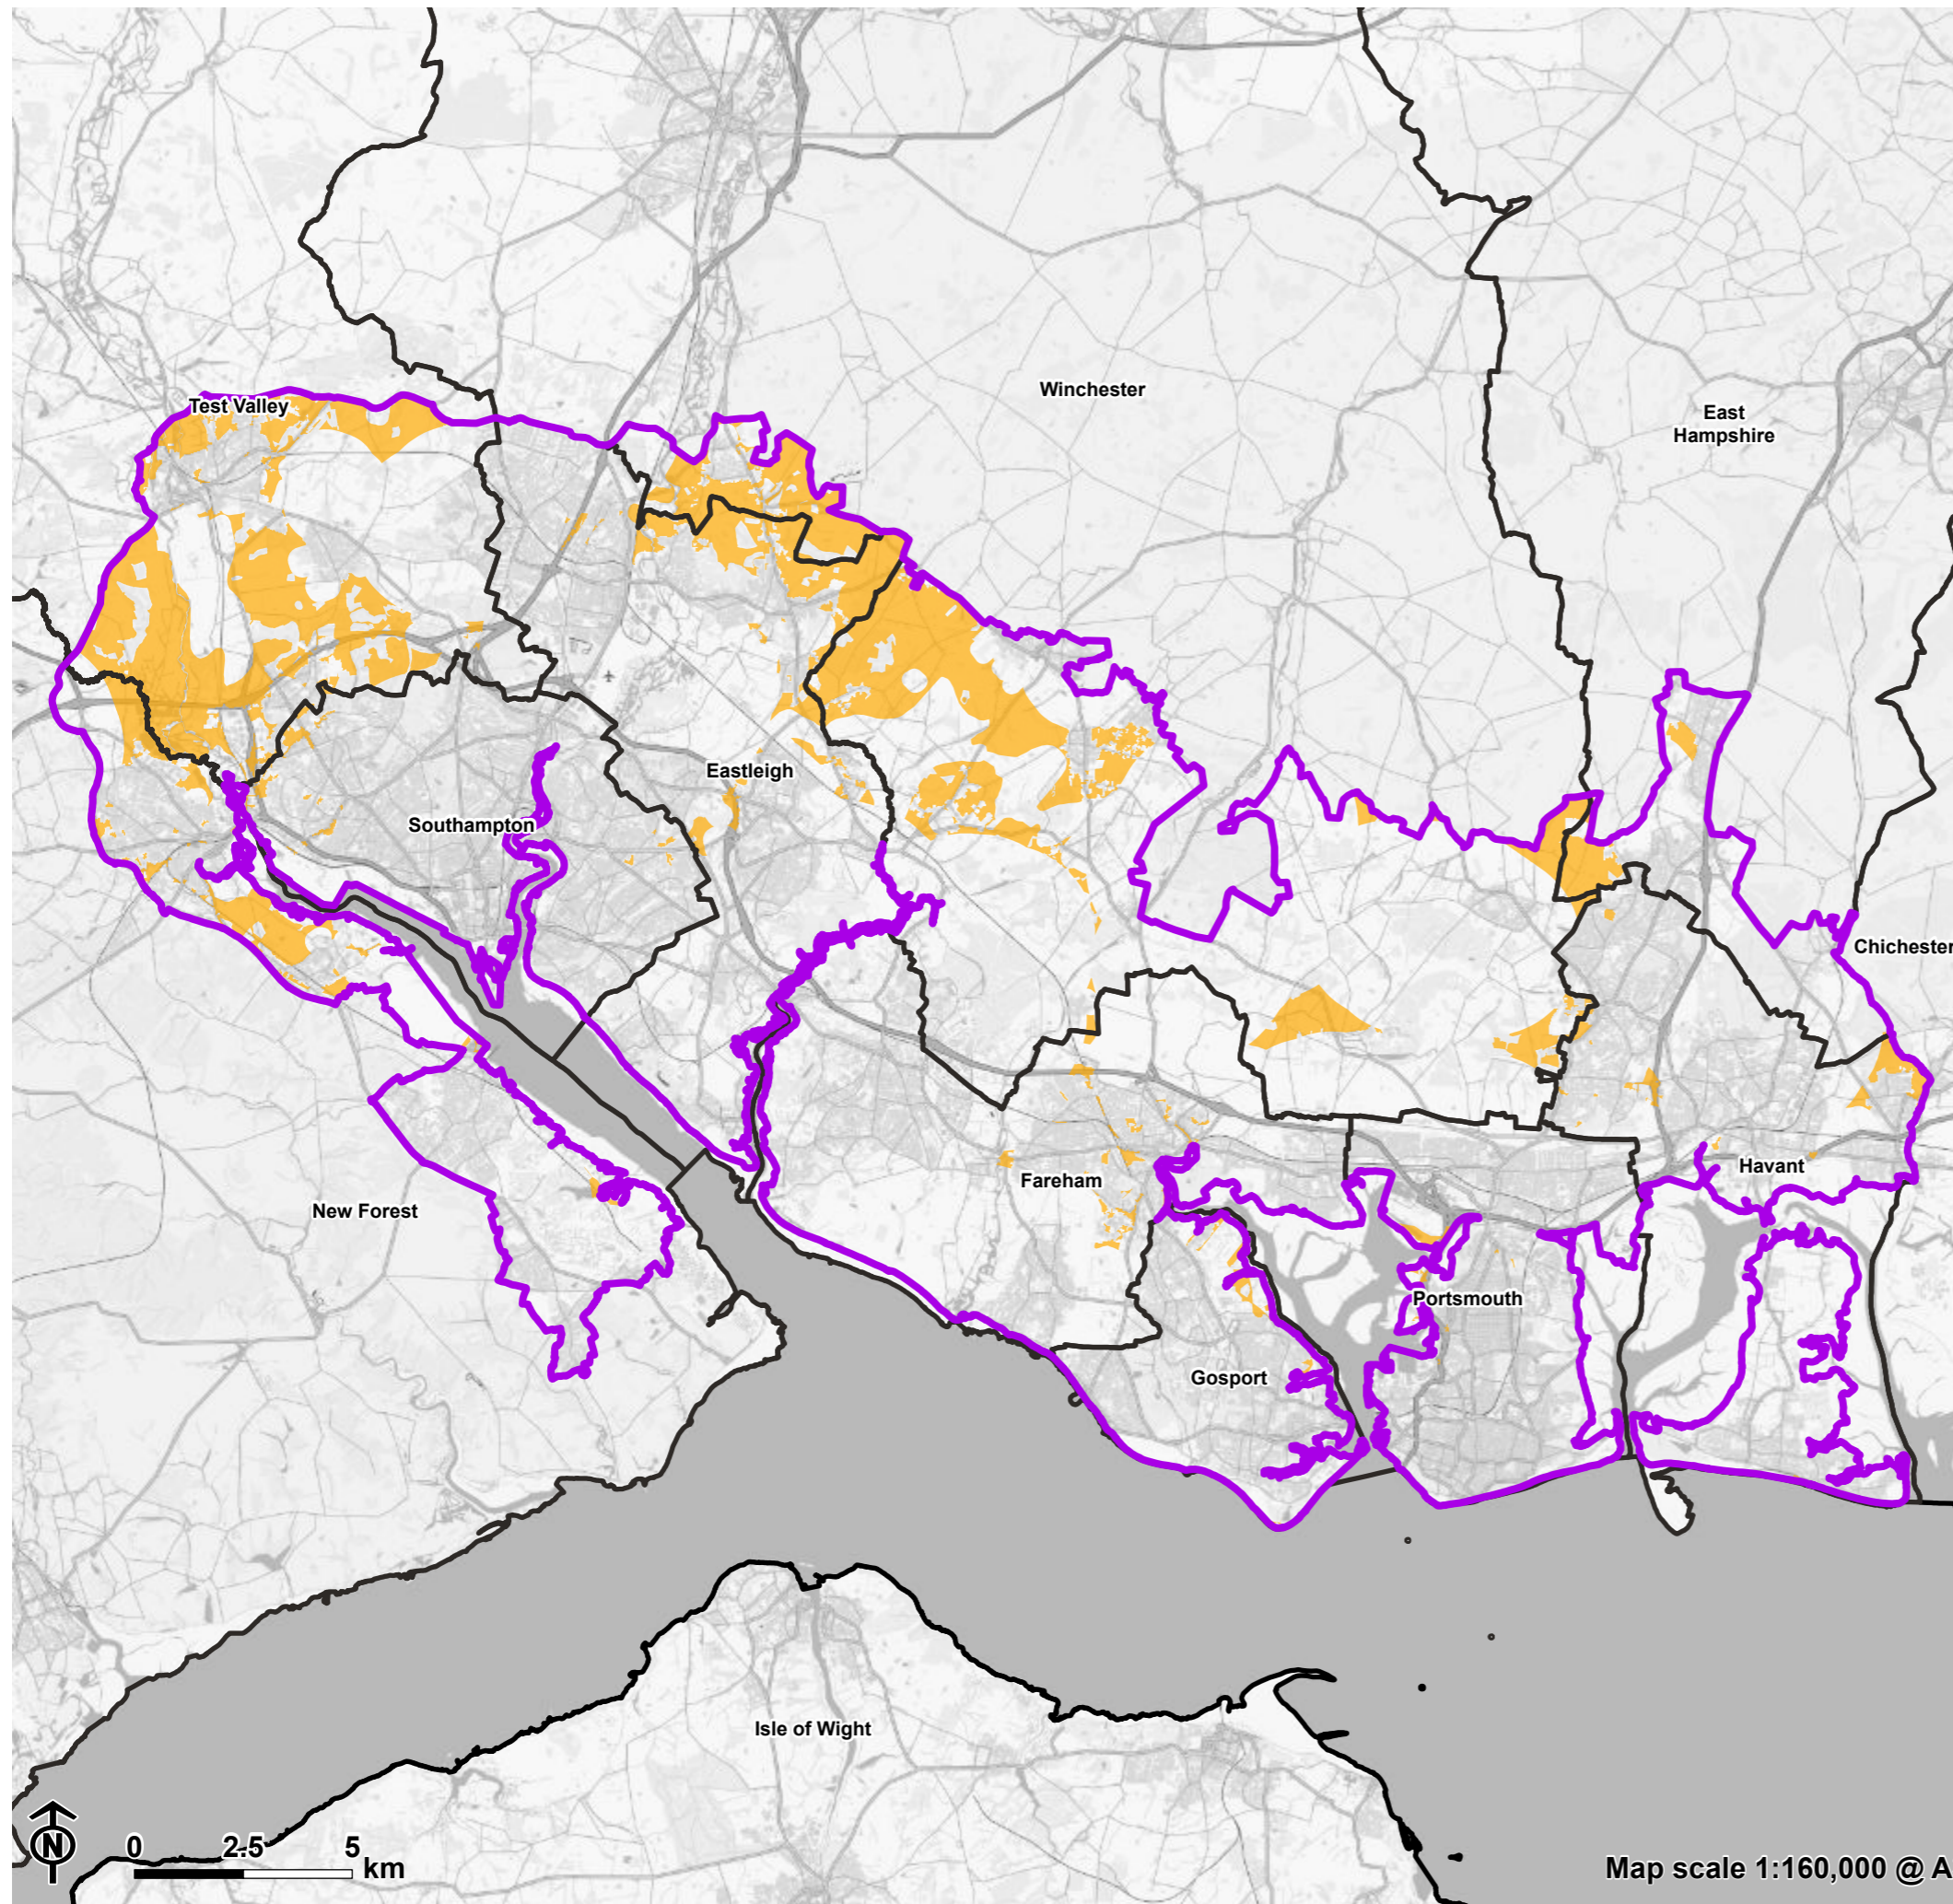 Winchester
Test Valley
East
Hampshire
Eastleigh
Southampton
Chichester
Havant
Fareham
New Forest
Portsmouth
Gosport
Isle of Wight
N
0 2.5 5 km
Map scale 1:160,000 @ A